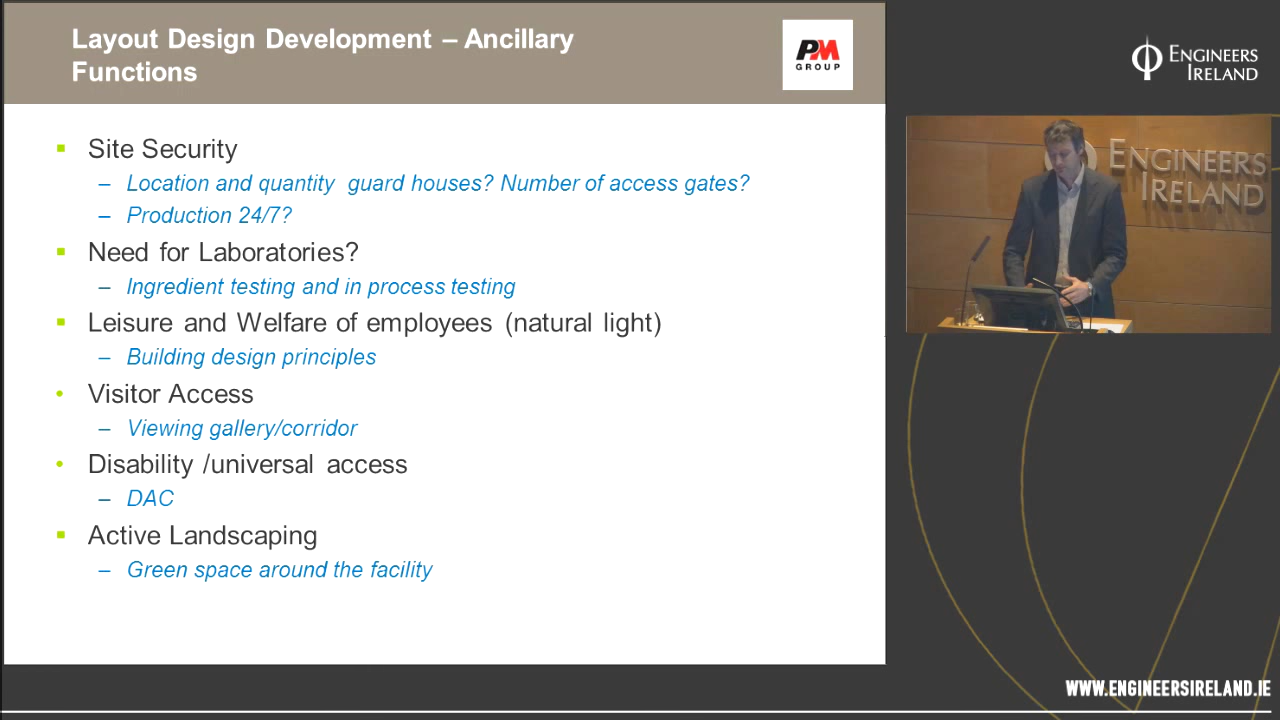 Layout Design Development – Ancillary
Functions
PM
GROUP
ENGINEERS
IRELAND
▪ Site Security
– Location and quantity guard houses? Number of access gates?
– Production 24/7?
▪ Need for Laboratories?
– Ingredient testing and in process testing
▪ Leisure and Welfare of employees (natural light)
– Building design principles
• Visitor Access
– Viewing gallery/corridor
• Disability /universal access
– DAC
▪ Active Landscaping
– Green space around the facility
ENGINEERS
IRELAND
WWW.ENGINEERSIRELAND.IE